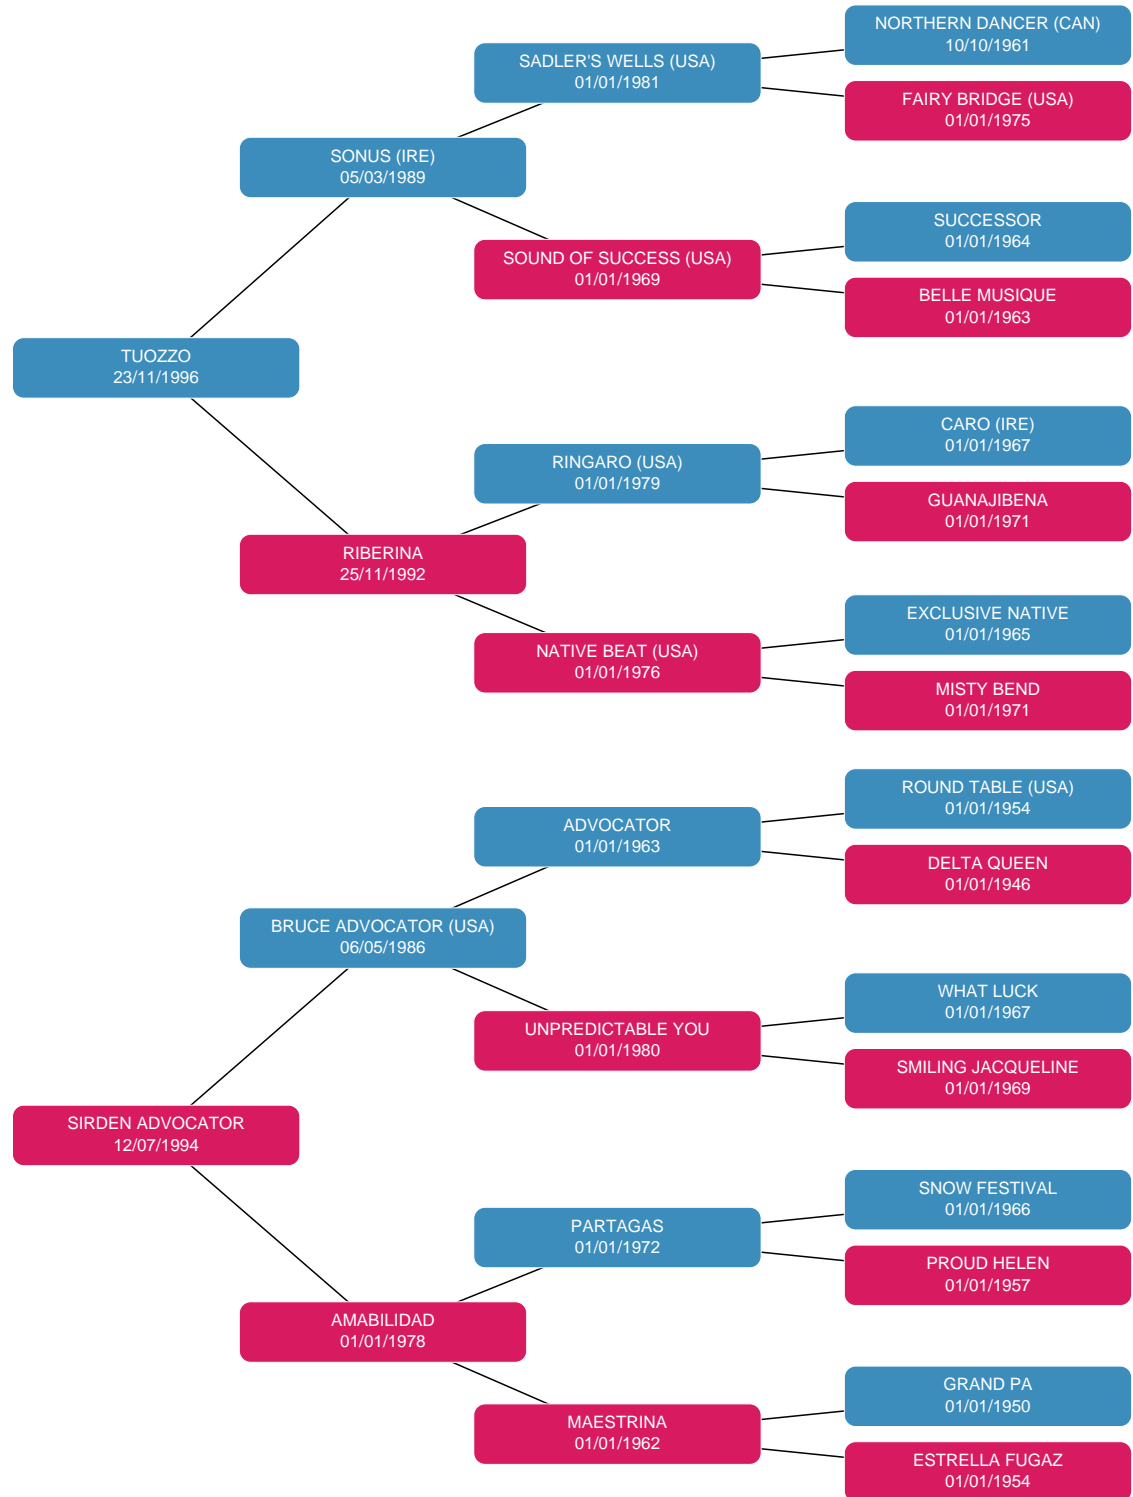 NORTHERN DANCER (CAN)
10/10/1961
SADLER'S WELLS (USA)
01/01/1981
FAIRY BRIDGE (USA)
01/01/1975
SONUS (IRE)
05/03/1989
SUCCESSOR
01/01/1964
SOUND OF SUCCESS (USA)
01/01/1969
BELLE MUSIQUE
01/01/1963
TUOZZO
23/11/1996
CARO (IRE)
01/01/1967
RINGARO (USA)
01/01/1979
GUANAJIBENA
01/01/1971
RIBERINA
25/11/1992
EXCLUSIVE NATIVE
01/01/1965
NATIVE BEAT (USA)
01/01/1976
MISTY BEND
01/01/1971
ROUND TABLE (USA)
01/01/1954
ADVOCATOR
01/01/1963
DELTA QUEEN
01/01/1946
BRUCE ADVOCATOR (USA)
06/05/1986
WHAT LUCK
01/01/1967
UNPREDICTABLE YOU
01/01/1980
SMILING JACQUELINE
01/01/1969
SIRDEN ADVOCATOR
12/07/1994
SNOW FESTIVAL
01/01/1966
PARTAGAS
01/01/1972
PROUD HELEN
01/01/1957
AMABILIDAD
01/01/1978
GRAND PA
01/01/1950
MAESTRINA
01/01/1962
ESTRELLA FUGAZ
01/01/1954